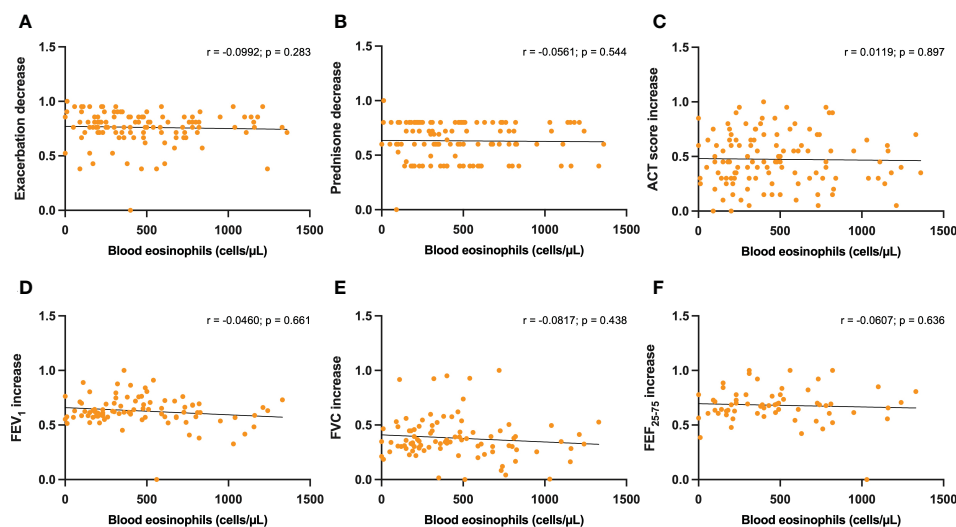 A
r = -0.0992; p = 0.283
Exacerbation decrease
1.5
1.0
0.5
0.0
0 500 1000 1500
Blood eosinophils (cells/µL)
B
r = -0.0561; p = 0.544
Prednisone decrease
1.5
1.0
0.5
0.0
0 500 1000 1500
Blood eosinophils (cells/µL)
C
r = 0.0119; p = 0.897
ACT score increase
1.5
1.0
0.5
0.0
0 500 1000 1500
Blood eosinophils (cells/µL)
D
r = -0.0460; p = 0.661
FEV1 increase
1.5
1.0
0.5
0.0
0 500 1000 1500
Blood eosinophils (cells/µL)
E
r = -0.0817; p = 0.438
FVC increase
1.5
1.0
0.5
0.0
0 500 1000 1500
Blood eosinophils (cells/µL)
F
r = -0.0607; p = 0.636
FEF25-75 increase
1.5
1.0
0.5
0.0
0 500 1000 1500
Blood eosinophils (cells/µL)